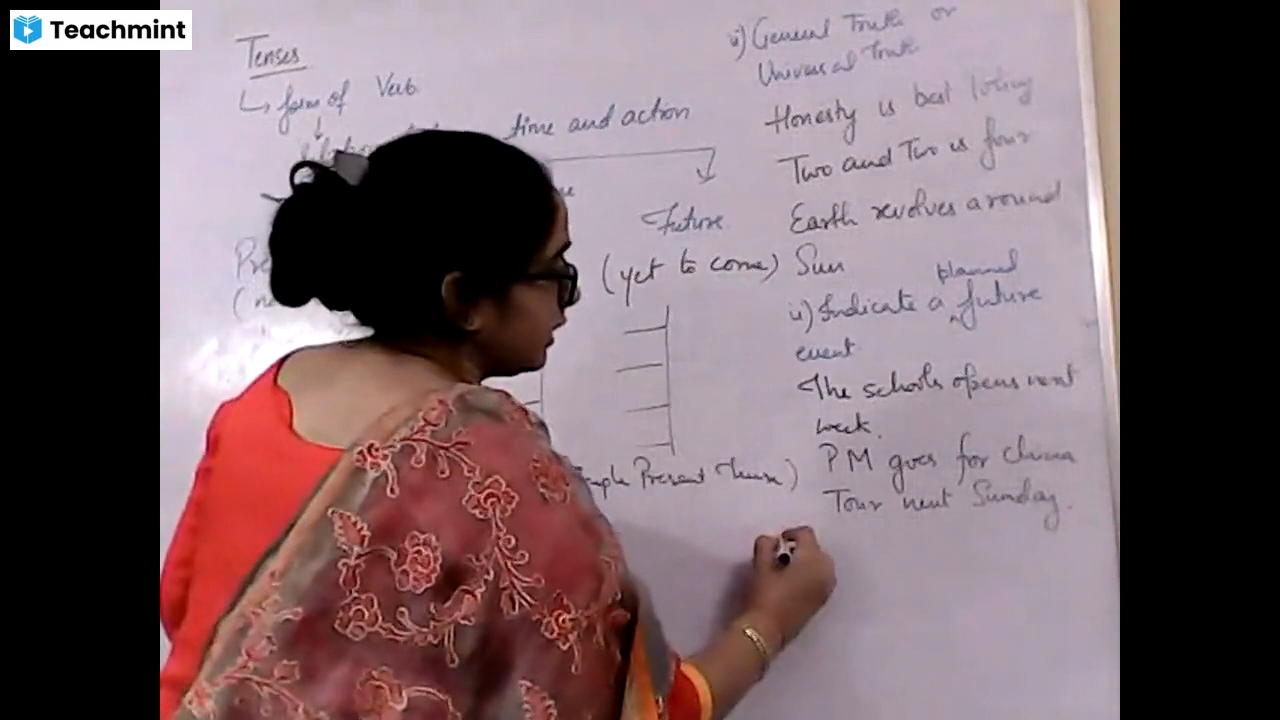 Teachmint
Tenses
↳ form of Verb
time and action
Future
(yet to come)
Present Tense)
ii) General Truth or
Universal Truth
Honesty is best Policy
Two and Two is four
Earth revolves around
Sun
planned
ii) Indicate a future
event
The schools opens next
week.
PM goes for China
Tour next Sunday.